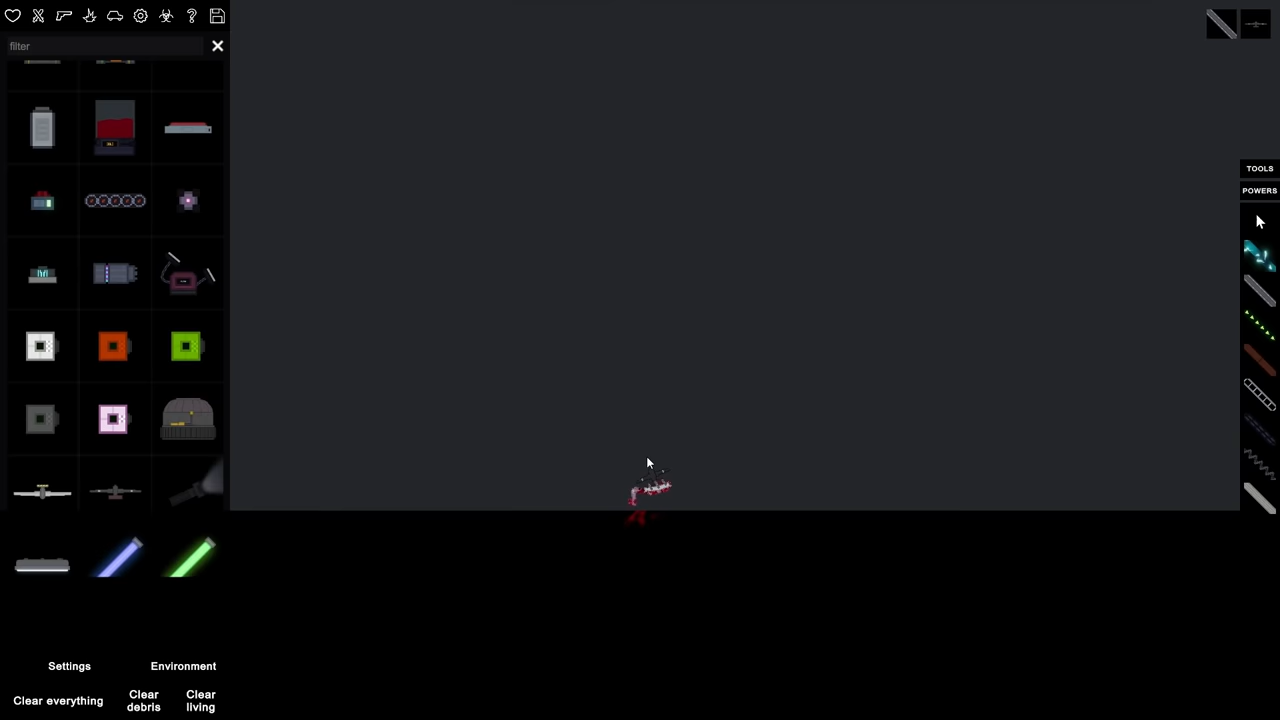 filter
TOOLS
POWERS
Settings
Environment
Clear everything
Clear
debris
Clear
living